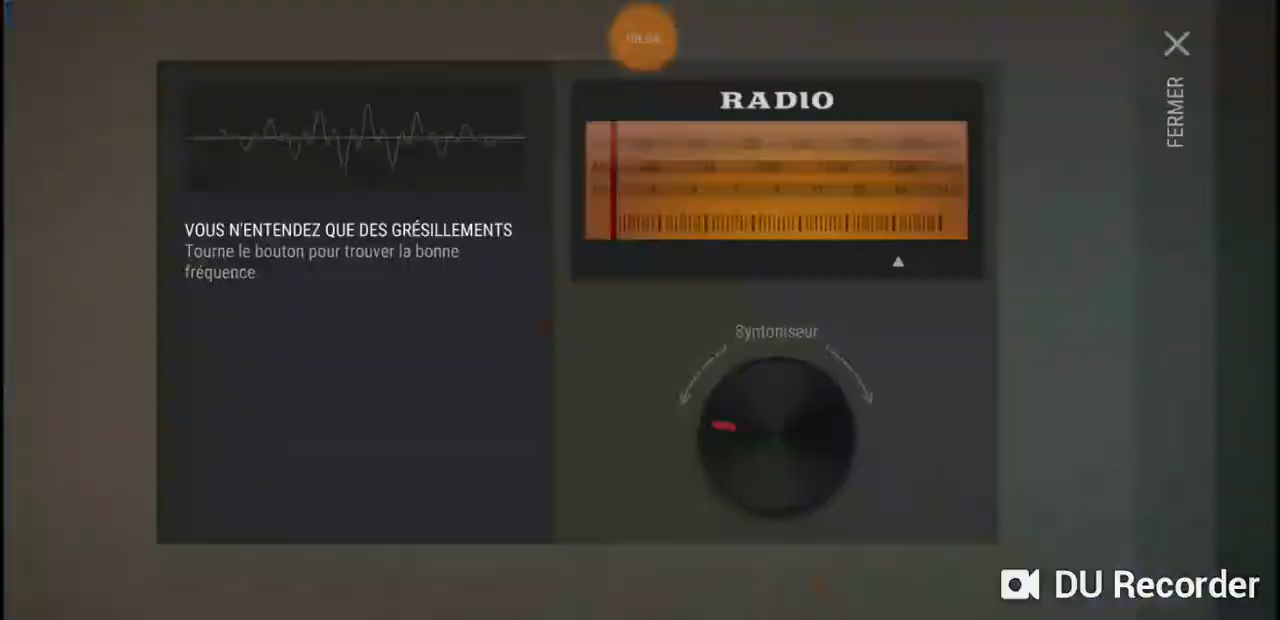 RADIO
FERMER
VOUS N'ENTENDEZ QUE DES GRÉSILLEMENTS
Tourne le bouton pour trouver la bonne
fréquence
Syntoniseur
DU Recorder